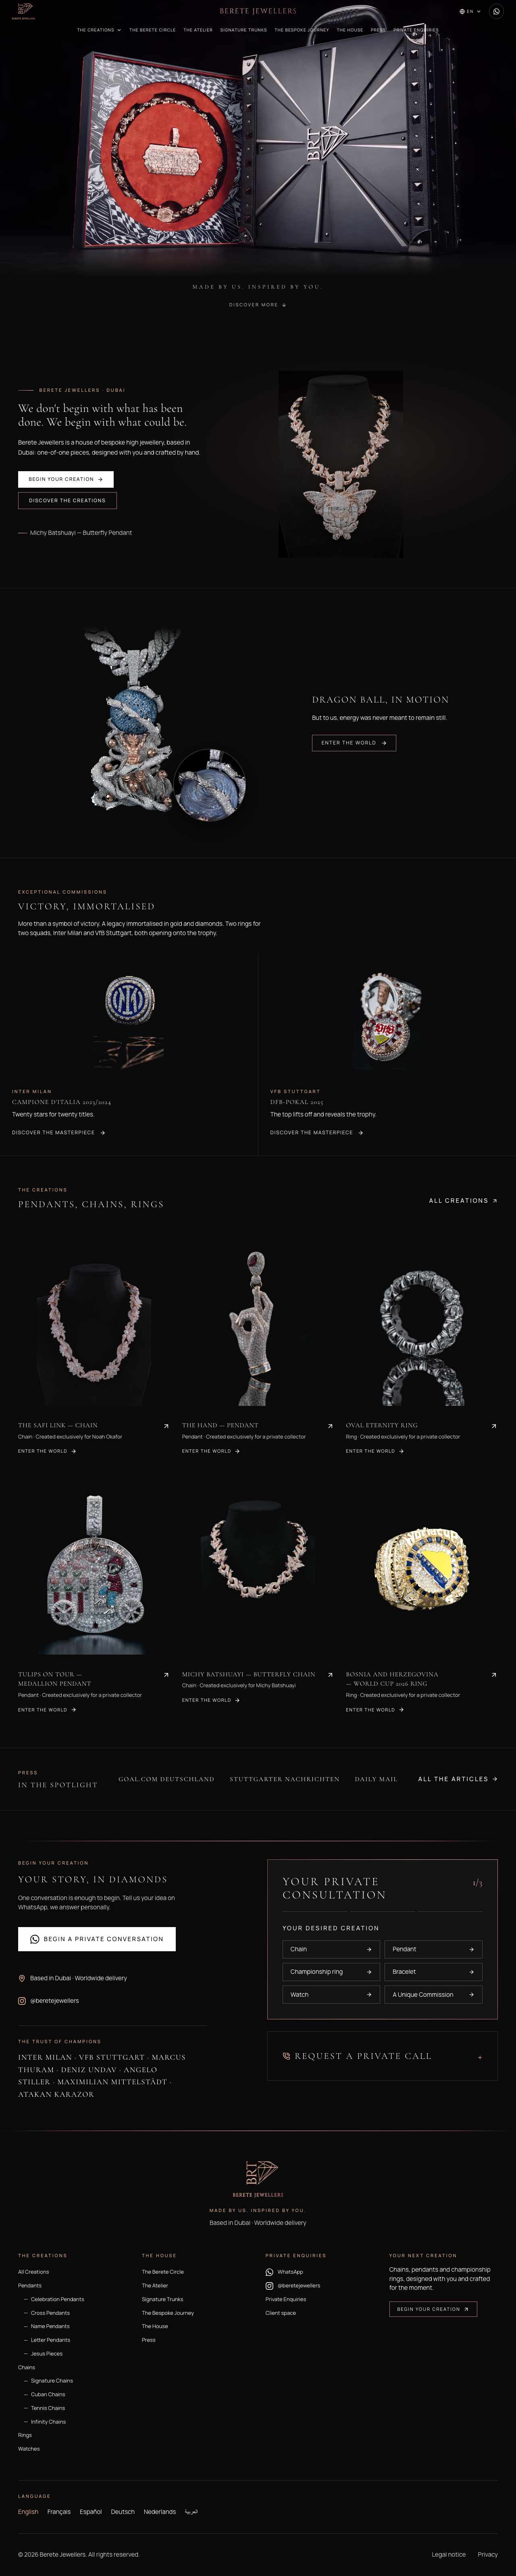 BERETE JEWELLERS
EN
THE CREATIONS
THE BERETE CIRCLE
THE ATELIER
SIGNATURE TRUNKS
THE BESPOKE JOURNEY
THE HOUSE
PRESS
PRIVATE ENQUIRIES
BRT
MADE BY US. INSPIRED BY YOU.
DISCOVER MORE
BERETE JEWELLERS · DUBAI
We don't begin with what has been
done. We begin with what could be.
Berete Jewellers is a house of bespoke high jewellery, based in
Dubai: one-of-one pieces, designed with you and crafted by hand.
BEGIN YOUR CREATION
DISCOVER THE CREATIONS
Michy Batshuayi — Butterfly Pendant
DRAGON BALL, IN MOTION
But to us, energy was never meant to remain still.
ENTER THE WORLD
EXCEPTIONAL COMMISSIONS
VICTORY, IMMORTALISED
More than a symbol of victory. A legacy immortalised in gold and diamonds. Two rings for
two squads, Inter Milan and VfB Stuttgart, both opening onto the trophy.
INTER MILAN
CAMPIONE D'ITALIA 2023/2024
Twenty stars for twenty titles.
DISCOVER THE MASTERPIECE
VFB STUTTGART
DFB-POKAL 2025
The top lifts off and reveals the trophy.
DISCOVER THE MASTERPIECE
THE CREATIONS
PENDANTS, CHAINS, RINGS
ALL CREATIONS
THE SAFI LINK — CHAIN
Chain · Created exclusively for Noah Okafor
ENTER THE WORLD
THE HAND — PENDANT
Pendant · Created exclusively for a private collector
ENTER THE WORLD
OVAL ETERNITY RING
Ring · Created exclusively for a private collector
ENTER THE WORLD
TULIPS ON TOUR —
MEDALLION PENDANT
Pendant · Created exclusively for a private collector
ENTER THE WORLD
MICHY BATSHUAYI — BUTTERFLY CHAIN
Chain · Created exclusively for Michy Batshuayi
ENTER THE WORLD
BOSNIA AND HERZEGOVINA
— WORLD CUP 2026 RING
Ring · Created exclusively for a private collector
ENTER THE WORLD
PRESS
IN THE SPOTLIGHT
GOAL.COM DEUTSCHLAND
STUTTGARTER NACHRICHTEN
DAILY MAIL
ALL THE ARTICLES
BEGIN YOUR CREATION
YOUR STORY, IN DIAMONDS
One conversation is enough to begin. Tell us your idea on
WhatsApp, we answer personally.
BEGIN A PRIVATE CONVERSATION
Based in Dubai · Worldwide delivery
@beretejewellers
THE TRUST OF CHAMPIONS
INTER MILAN · VFB STUTTGART · MARCUS
THURAM · DENIZ UNDAV · ANGELO
STILLER · MAXIMILIAN MITTELSTÄDT ·
ATAKAN KARAZOR
YOUR PRIVATE
CONSULTATION
1/3
YOUR DESIRED CREATION
Chain
Pendant
Championship ring
Bracelet
Watch
A Unique Commission
REQUEST A PRIVATE CALL
+
BRT
BERETE JEWELLERS
MADE BY US. INSPIRED BY YOU.
Based in Dubai · Worldwide delivery
THE CREATIONS
All Creations
Pendants
— Celebration Pendants
— Cross Pendants
— Name Pendants
— Letter Pendants
— Jesus Pieces
Chains
— Signature Chains
— Cuban Chains
— Tennis Chains
— Infinity Chains
Rings
Watches
THE HOUSE
The Berete Circle
The Atelier
Signature Trunks
The Bespoke Journey
The House
Press
PRIVATE ENQUIRIES
WhatsApp
@beretejewellers
Private Enquiries
Client space
YOUR NEXT CREATION
Chains, pendants and championship
rings, designed with you and crafted
for the moment.
BEGIN YOUR CREATION
LANGUAGE
English
Français
Español
Deutsch
Nederlands
العربية
© 2026 Berete Jewellers. All rights reserved.
Legal notice
Privacy